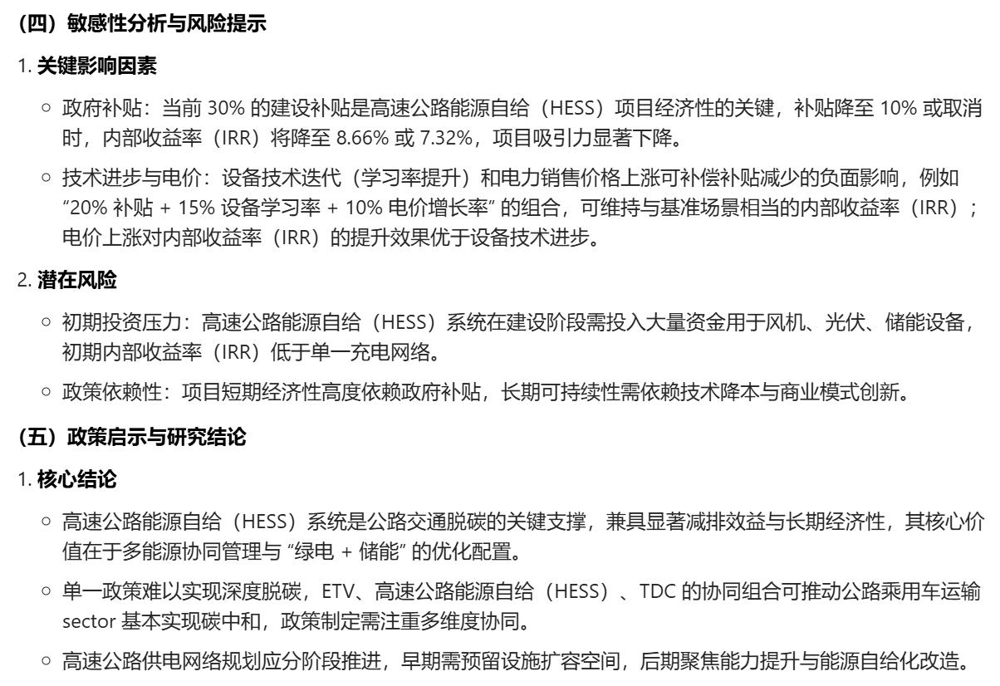 （四）敏感性分析与风险提示
1. 关键影响因素
○ 政府补贴：当前 30% 的建设补贴是高速公路能源自给（HESS）项目经济性的关键，补贴降至 10% 或取消
时，内部收益率（IRR）将降至 8.66% 或 7.32%，项目吸引力显著下降。
○ 技术进步与电价：设备技术迭代（学习率提升）和电力销售价格上涨可补偿补贴减少的负面影响，例如
“20% 补贴 + 15% 设备学习率 + 10% 电价增长率” 的组合，可维持与基准场景相当的内部收益率（IRR）；
电价上涨对内部收益率（IRR）的提升效果优于设备技术进步。
2. 潜在风险
○ 初期投资压力：高速公路能源自给（HESS）系统在建设阶段需投入大量资金用于风机、光伏、储能设备，
初期内部收益率（IRR）低于单一充电网络。
○ 政策依赖性：项目短期经济性高度依赖政府补贴，长期可持续性需依赖技术降本与商业模式创新。
（五）政策启示与研究结论
1. 核心结论
○ 高速公路能源自给（HESS）系统是公路交通脱碳的关键支撑，兼具显著减排效益与长期经济性，其核心价
值在于多能源协同管理与 “绿电 + 储能” 的优化配置。
○ 单一政策难以实现深度脱碳，ETV、高速公路能源自给（HESS）、TDC 的协同组合可推动公路乘用车运输
sector 基本实现碳中和，政策制定需注重多维度协同。
○ 高速公路供电网络规划应分阶段推进，早期需预留设施扩容空间，后期聚焦能力提升与能源自给化改造。